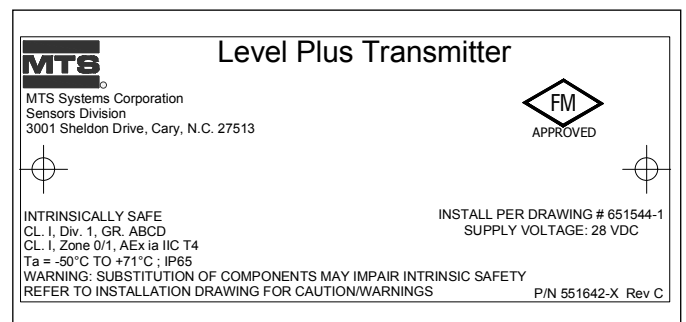 Level Plus Transmitter
MTS
MTS Systems Corporation
Sensors Division
3001 Sheldon Drive, Cary, N.C. 27513
FM
APPROVED
INTRINSICALLY SAFE
CL. I, Div. 1, GR. ABCD
CL. I, Zone 0/1, AEx ia IIC T4
Ta = -50°C TO +71°C ; IP65
INSTALL PER DRAWING # 651544-1
SUPPLY VOLTAGE: 28 VDC
WARNING: SUBSTITUTION OF COMPONENTS MAY IMPAIR INTRINSIC SAFETY
REFER TO INSTALLATION DRAWING FOR CAUTION/WARNINGS
P/N 551642-X Rev C